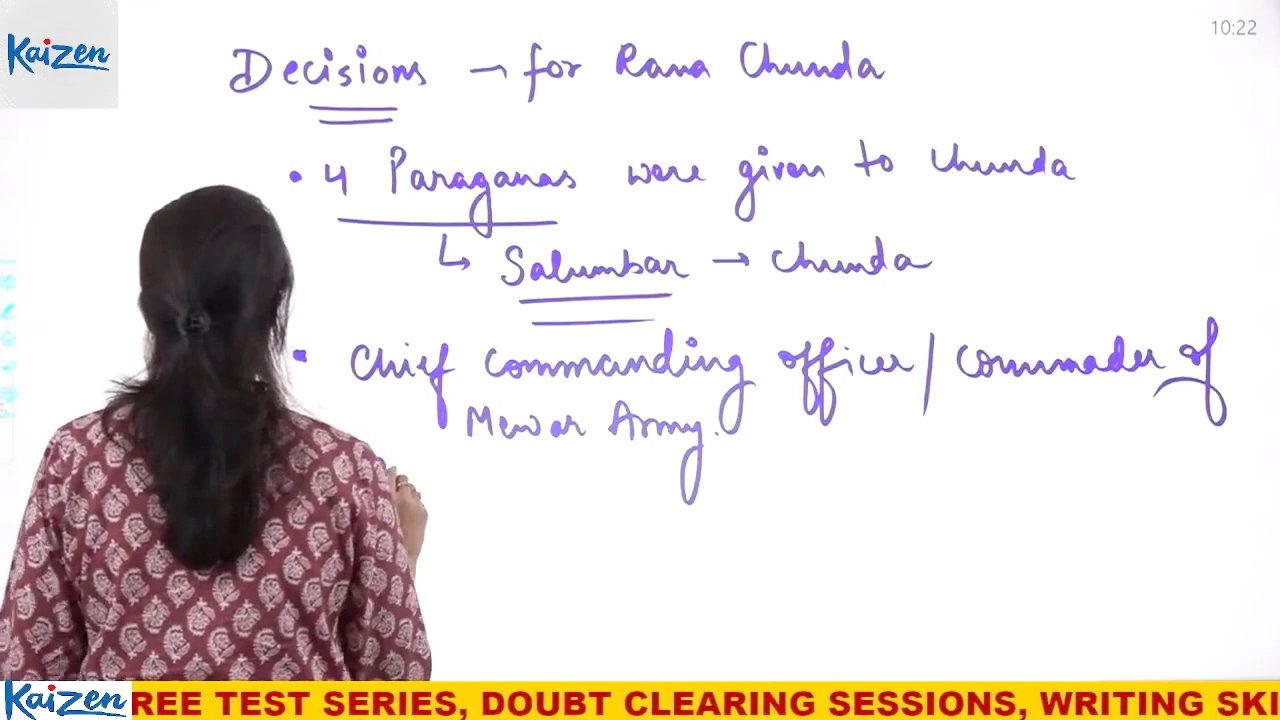 Kaizen
10:22
Decisions → for Rana Chunda
• 4 Paraganas were given to Chunda
↳ Salumbar → Chunda
• Chief commanding officer / Commader of
Mewar Army.
Kaizen
REE TEST SERIES, DOUBT CLEARING SESSIONS, WRITING SKI